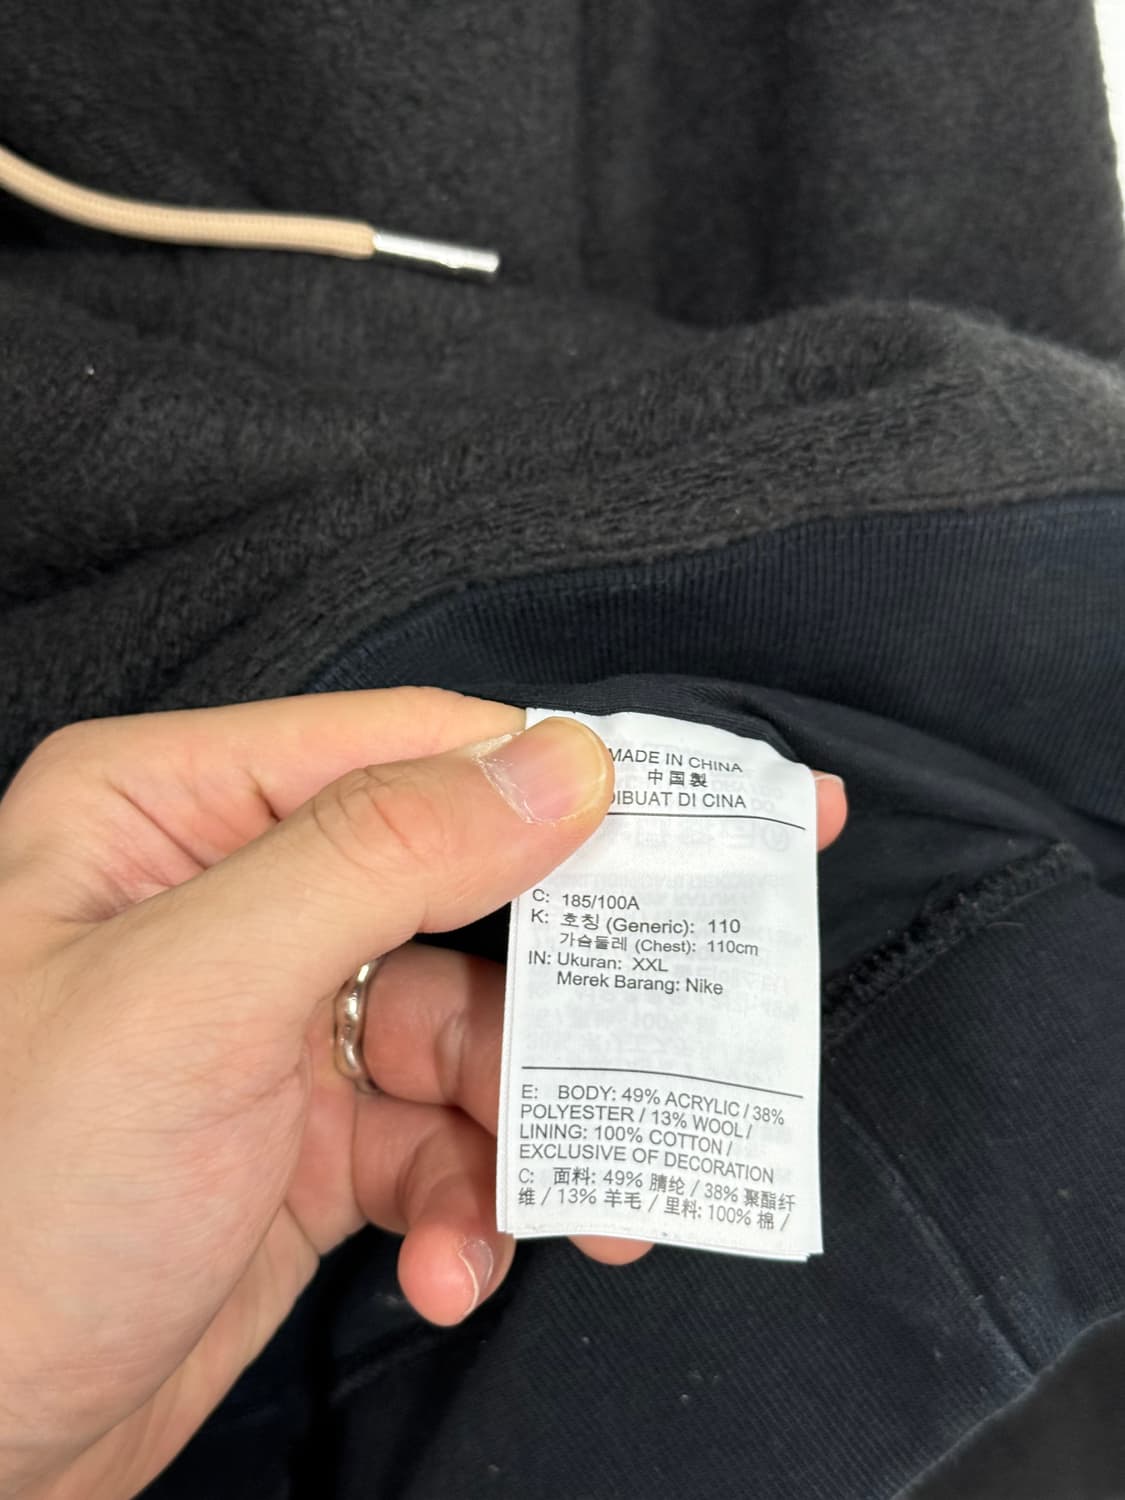 MADE IN CHINA
中国製
DIBUAT DI CINA
C: 185/100A
K: 호칭 (Generic): 110
가슴둘레 (Chest): 110cm
IN: Ukuran: XXL
Merek Barang: Nike
E: BODY: 49% ACRYLIC / 38%
POLYESTER / 13% WOOL /
LINING: 100% COTTON /
EXCLUSIVE OF DECORATION
C: 面料: 49% 腈纶 / 38% 聚酯纤
维 / 13% 羊毛 / 里料: 100% 棉 /